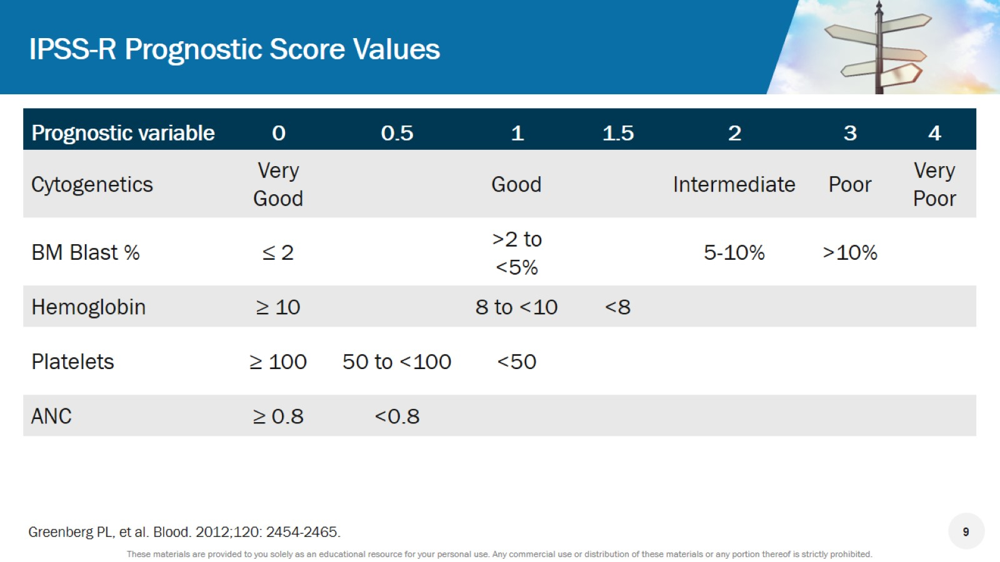 IPSS-R Prognostic Score Values
Prognostic variable 0 0.5 1 1.5 2 3 4
Cytogenetics Very Good Good Intermediate Poor Very Poor
BM Blast % ≤ 2 >2 to <5% 5-10% >10%
Hemoglobin ≥ 10 8 to <10 <8
Platelets ≥ 100 50 to <100 <50
ANC ≥ 0.8 <0.8
Greenberg PL, et al. Blood. 2012;120: 2454-2465.
9
These materials are provided to you solely as an educational resource for your personal use. Any commercial use or distribution of these materials or any portion thereof is strictly prohibited.